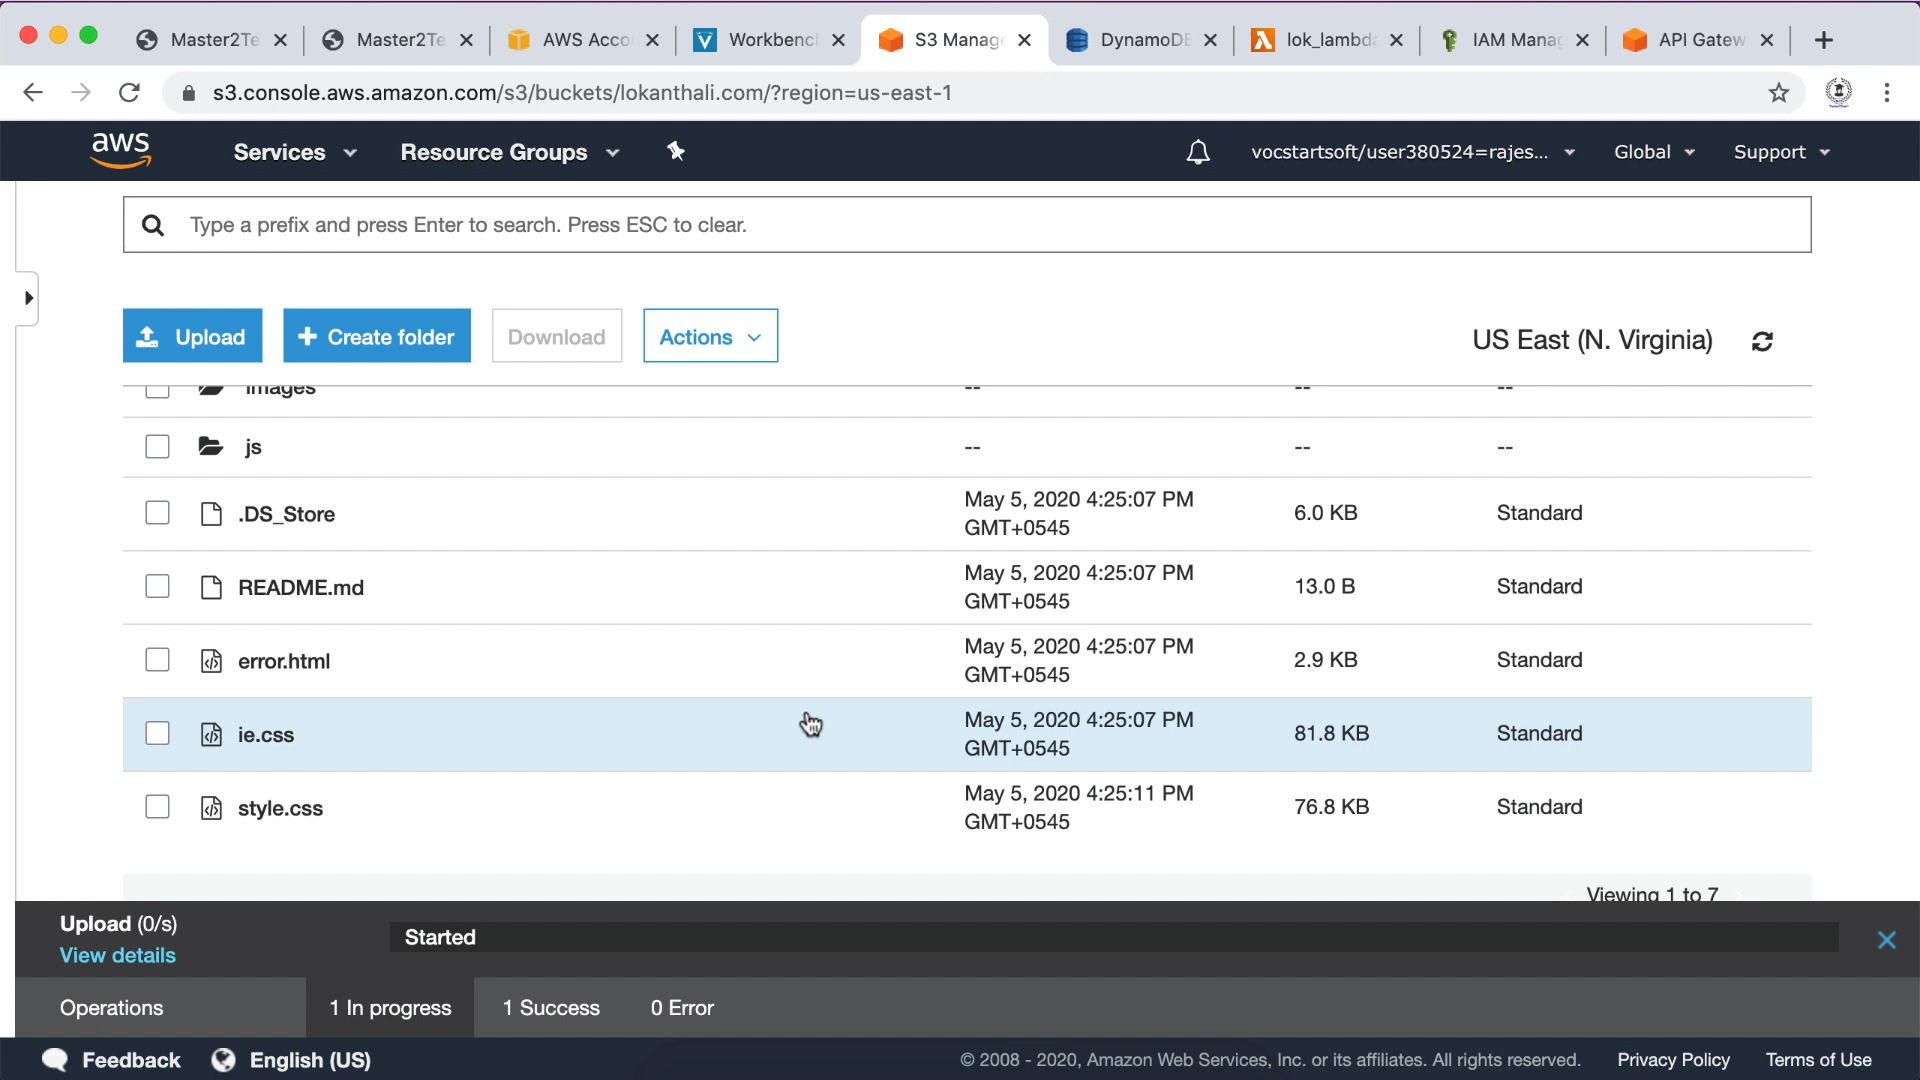 Master2Te
Master2Te
AWS Acco
Workbenc
S3 Manag
DynamoDB
lok_lambda
IAM Manag
API Gatew
s3.console.aws.amazon.com/s3/buckets/lokanthali.com/?region=us-east-1
aws
Services
Resource Groups
vocstartsoft/user380524=rajes...
Global
Support
Type a prefix and press Enter to search. Press ESC to clear.
Upload
Create folder
Download
Actions
US East (N. Virginia)
images -- -- --
js -- -- --
.DS_Store May 5, 2020 4:25:07 PM 6.0 KB Standard
GMT+0545
README.md May 5, 2020 4:25:07 PM 13.0 B Standard
GMT+0545
error.html May 5, 2020 4:25:07 PM 2.9 KB Standard
GMT+0545
ie.css May 5, 2020 4:25:07 PM 81.8 KB Standard
GMT+0545
style.css May 5, 2020 4:25:11 PM 76.8 KB Standard
GMT+0545
Viewing 1 to 7
Upload (0/s)
Started
View details
Operations
1 In progress
1 Success
0 Error
Feedback
English (US)
© 2008 - 2020, Amazon Web Services, Inc. or its affiliates. All rights reserved.
Privacy Policy
Terms of Use